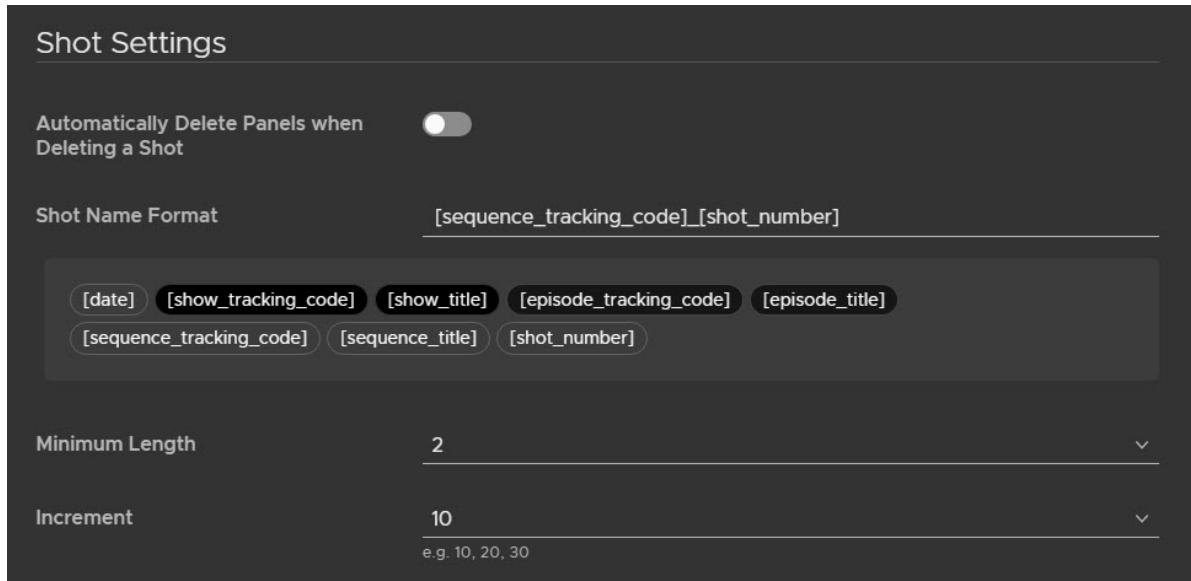 Shot Settings
Automatically Delete Panels when
Deleting a Shot
Shot Name Format
[sequence_tracking_code]_[shot_number]
[date] [show_tracking_code] [show_title] [episode_tracking_code] [episode_title]
[sequence_tracking_code] [sequence_title] [shot_number]
Minimum Length
2
Increment
10
e.g. 10, 20, 30